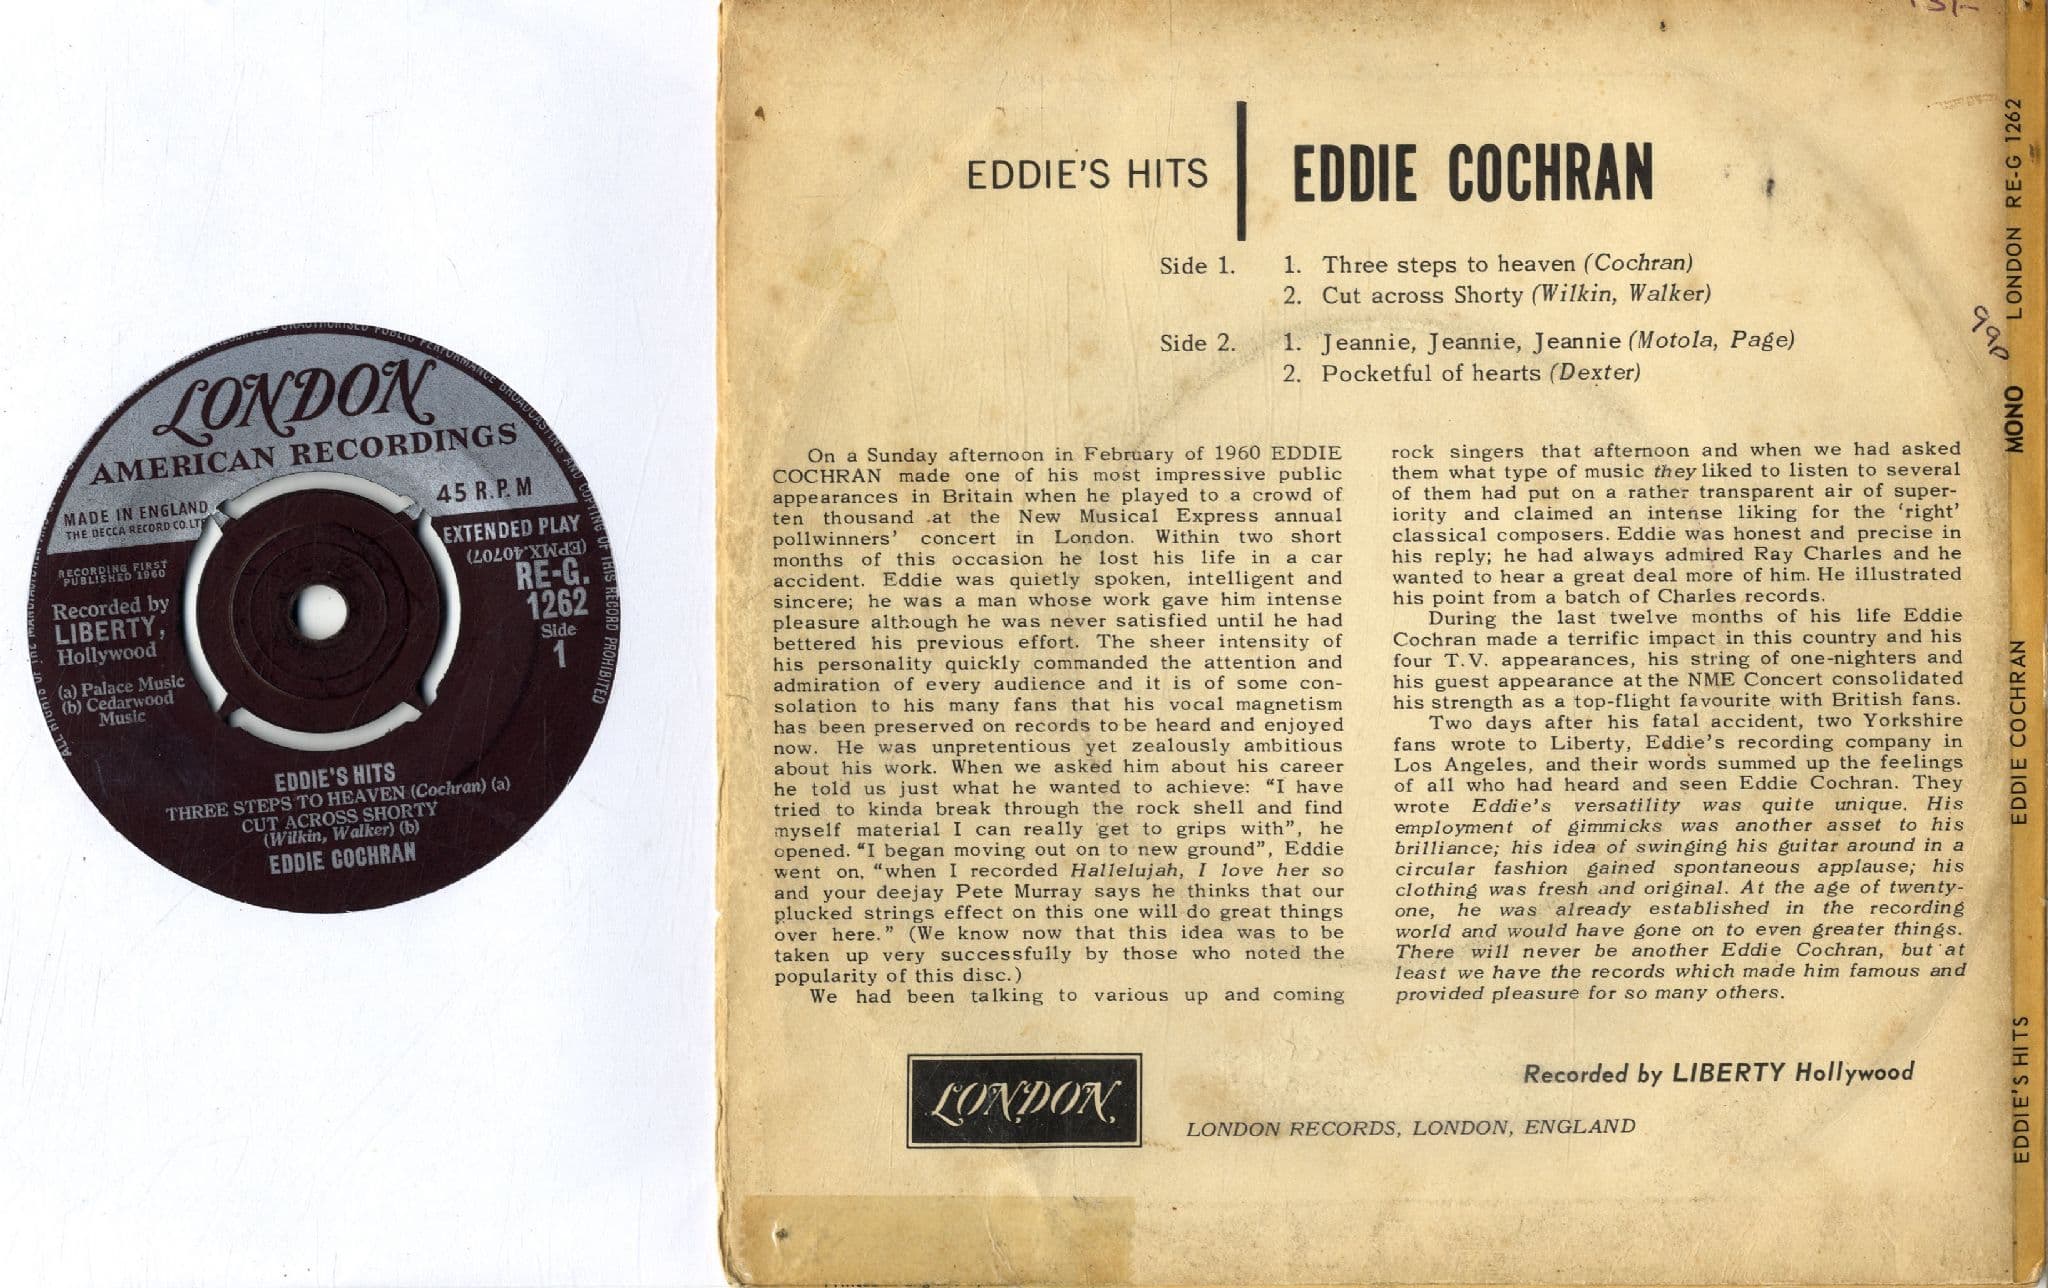 LONDON
AMERICAN RECORDINGS
45 R.P.M
MADE IN ENGLAND
THE DECCA RECORD CO. LTD
EXTENDED PLAY
(EPMX.40707)
RECORDING FIRST
PUBLISHED 1960
RE-G.
1262
Recorded by
LIBERTY,
Hollywood
Side
1
(a) Palace Music
(b) Cedarwood
Music
EDDIE'S HITS
THREE STEPS TO HEAVEN (Cochran) (a)
CUT ACROSS SHORTY
(Wilkin, Walker) (b)
EDDIE COCHRAN
UNAUTHORISED PUBLIC PERFORMANCE BROADCASTING AND COPYING OF THIS RECORD PROHIBITED
ALL RIGHTS OF THE
EDDIE'S HITS
EDDIE COCHRAN
Side 1. 1. Three steps to heaven (Cochran)
2. Cut across Shorty (Wilkin, Walker)
Side 2. 1. Jeannie, Jeannie, Jeannie (Motola, Page)
2. Pocketful of hearts (Dexter)
On a Sunday afternoon in February of 1960 EDDIE
COCHRAN made one of his most impressive public
appearances in Britain when he played to a crowd of
ten thousand at the New Musical Express annual
pollwinners' concert in London. Within two short
months of this occasion he lost his life in a car
accident. Eddie was quietly spoken, intelligent and
sincere; he was a man whose work gave him intense
pleasure although he was never satisfied until he had
bettered his previous effort. The sheer intensity of
his personality quickly commanded the attention and
admiration of every audience and it is of some con-
solation to his many fans that his vocal magnetism
has been preserved on records to be heard and enjoyed
now. He was unpretentious yet zealously ambitious
about his work. When we asked him about his career
he told us just what he wanted to achieve: "I have
tried to kinda break through the rock shell and find
myself material I can really get to grips with", he
opened. "I began moving out on to new ground", Eddie
went on, "when I recorded Hallelujah, I love her so
and your deejay Pete Murray says he thinks that our
plucked strings effect on this one will do great things
over here." (We know now that this idea was to be
taken up very successfully by those who noted the
popularity of this disc.)
We had been talking to various up and coming
rock singers that afternoon and when we had asked
them what type of music they liked to listen to several
of them had put on a rather transparent air of super-
iority and claimed an intense liking for the 'right'
classical composers. Eddie was honest and precise in
his reply; he had always admired Ray Charles and he
wanted to hear a great deal more of him. He illustrated
his point from a batch of Charles records.
During the last twelve months of his life Eddie
Cochran made a terrific impact in this country and his
four T.V. appearances, his string of one-nighters and
his guest appearance at the NME Concert consolidated
his strength as a top-flight favourite with British fans.
Two days after his fatal accident, two Yorkshire
fans wrote to Liberty, Eddie's recording company in
Los Angeles, and their words summed up the feelings
of all who had heard and seen Eddie Cochran. They
wrote Eddie's versatility was quite unique. His
employment of gimmicks was another asset to his
brilliance; his idea of swinging his guitar around in a
circular fashion gained spontaneous applause; his
clothing was fresh and original. At the age of twenty-
one, he was already established in the recording
world and would have gone on to even greater things.
There will never be another Eddie Cochran, but at
least we have the records which made him famous and
provided pleasure for so many others.
LONDON
Recorded by LIBERTY Hollywood
LONDON RECORDS, LONDON, ENGLAND
EDDIE'S HITS EDDIE COCHRAN MONO LONDON RE-G 1262